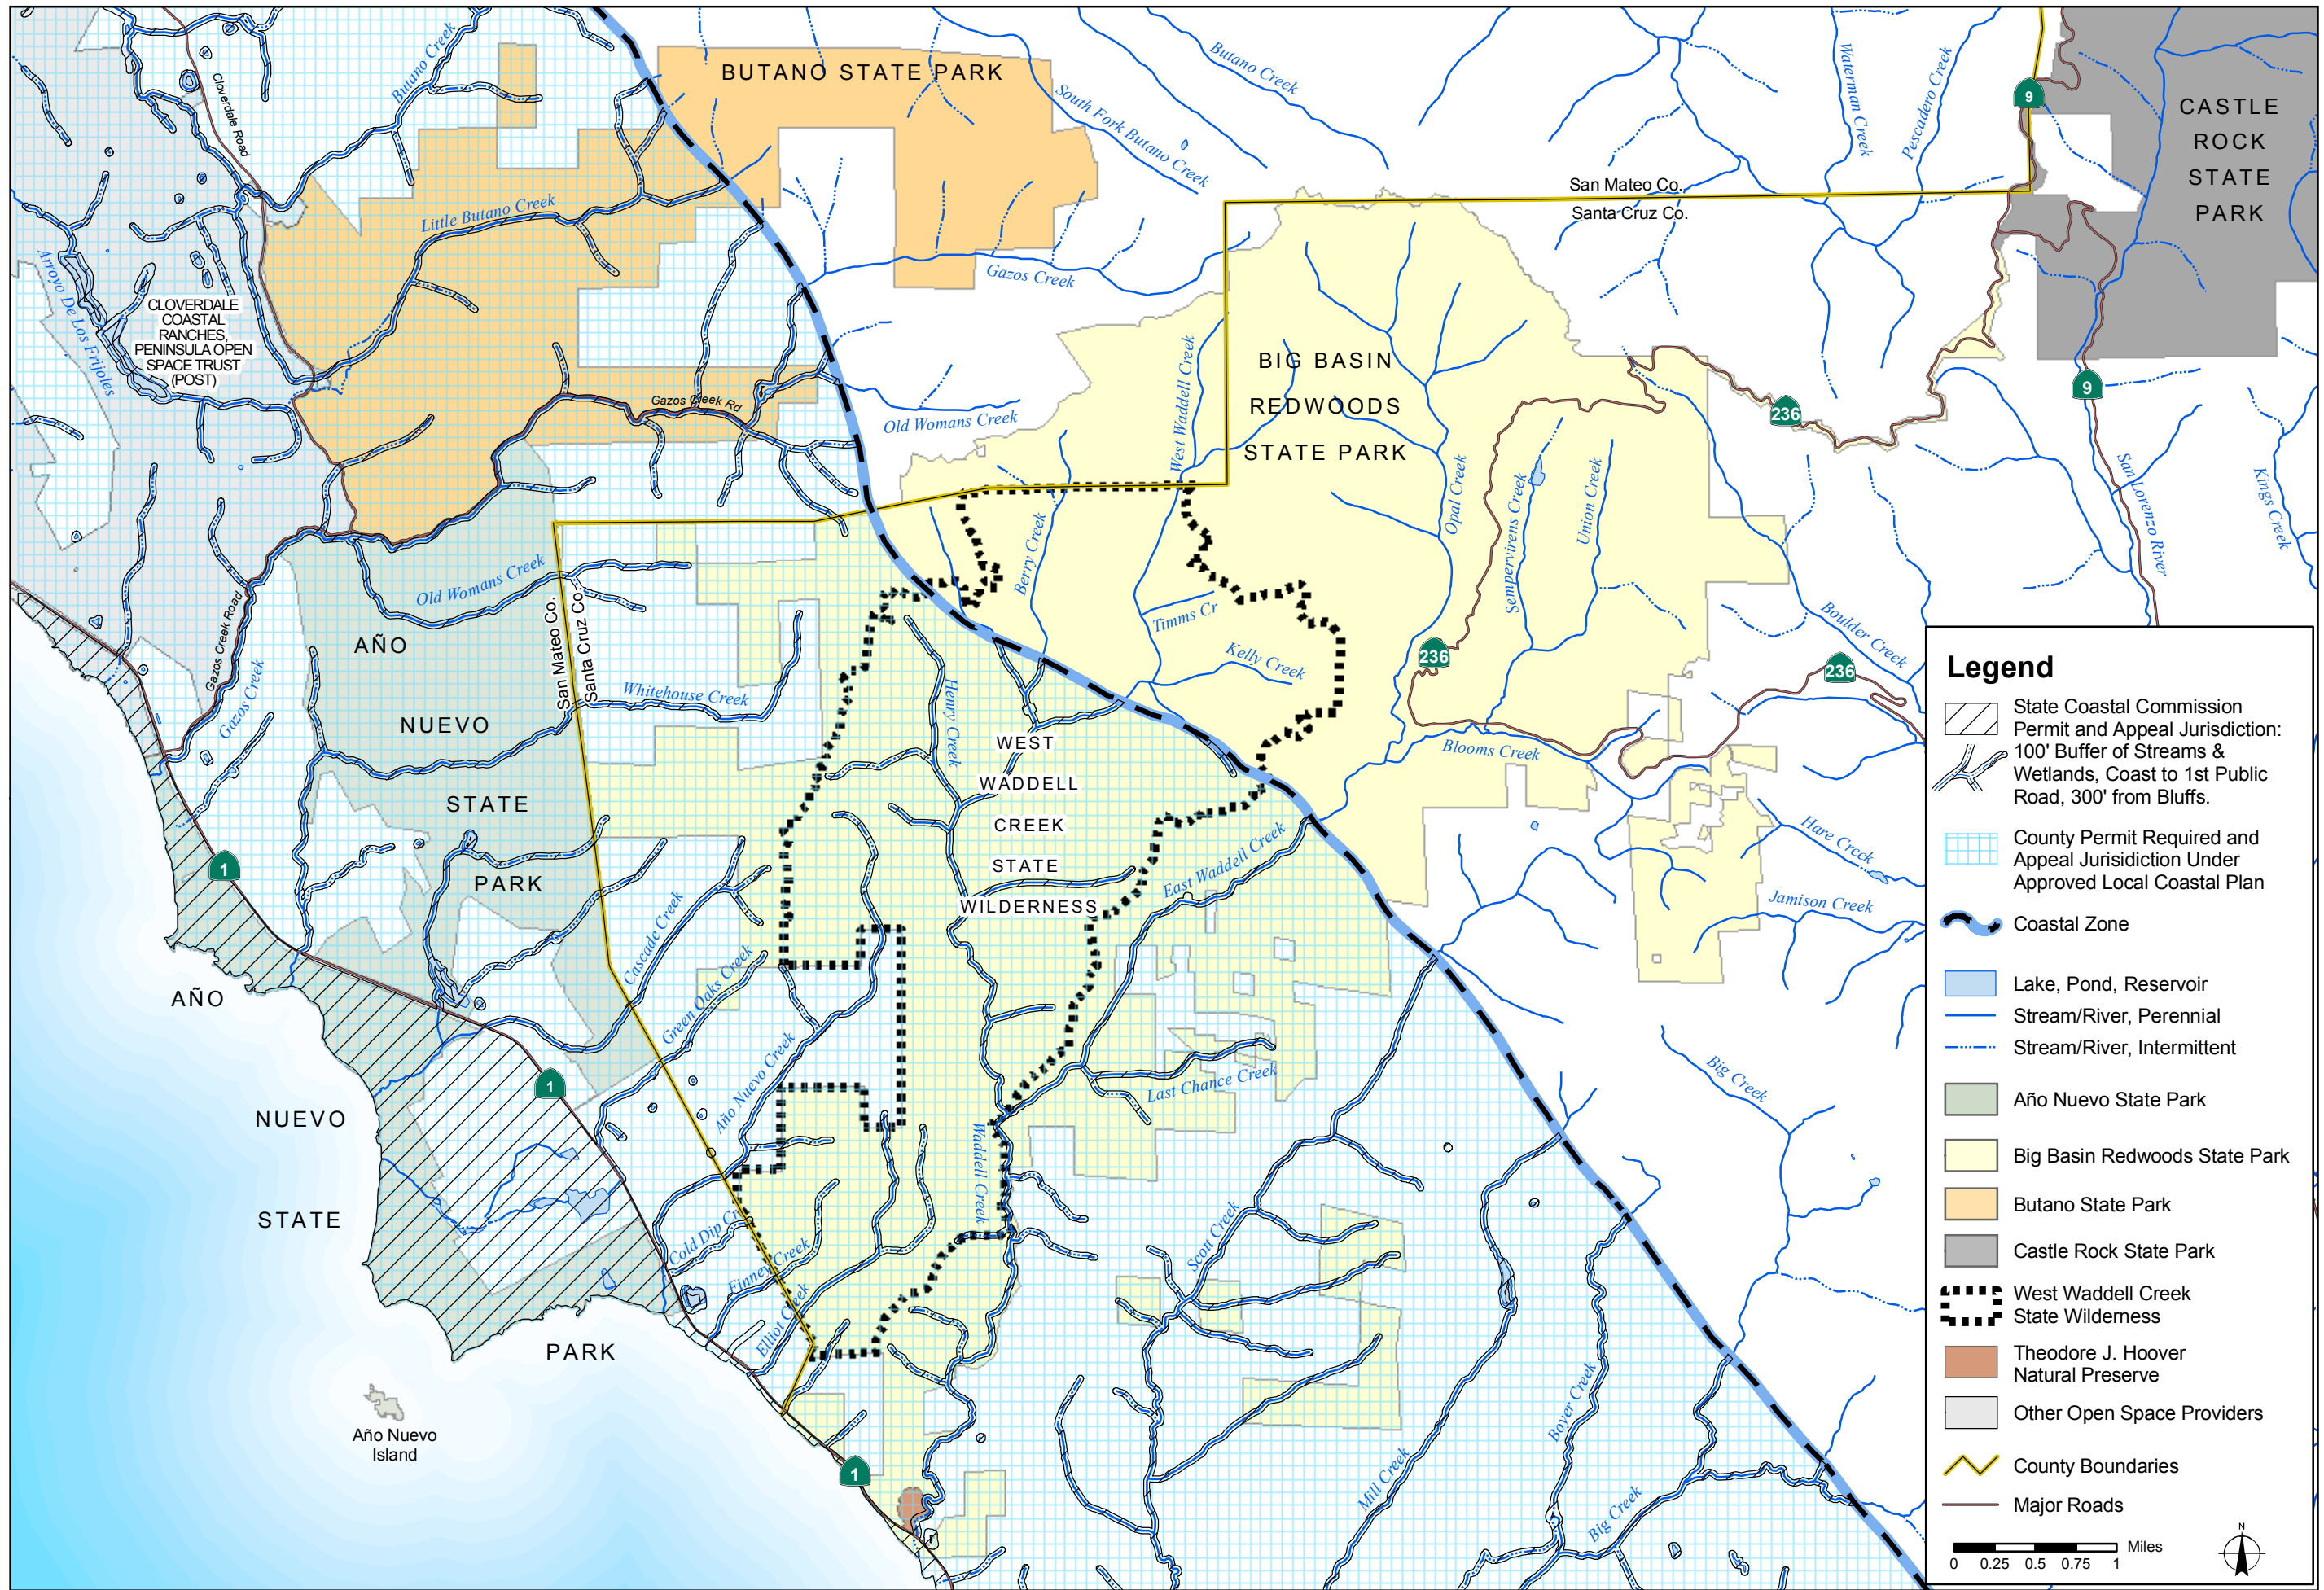 BUTANO STATE PARK
Butano Creek
Cloverdale Road
Butano Creek
South Fork Butano Creek
Waterman Creek
Pescadero Creek
9
CASTLE
ROCK
STATE
PARK
San Mateo Co.
Santa Cruz Co.
Little Butano Creek
Arroyo De Los Frijoles
Gazos Creek
CLOVERDALE
COASTAL
RANCHES,
PENINSULA OPEN
SPACE TRUST
(POST)
West Waddell Creek
BIG BASIN
REDWOODS
STATE PARK
9
236
Gazos Creek Rd
Old Womans Creek
Opal Creek
Sempervirens Creek
Union Creek
San Lorenzo River
Kings Creek
Old Womans Creek
Berry Creek
Timms Cr
Kelly Creek
Boulder Creek
Gazos Creek Road
San Mateo Co.
Santa Cruz Co.
AÑO
NUEVO
STATE
PARK
Whitehouse Creek
Henry Creek
Gazos Creek
236
236
Blooms Creek
WEST
WADDELL
CREEK
STATE
WILDERNESS
East Waddell Creek
Hare Creek
Jamison Creek
1
Cascade Creek
Green Oaks Creek
AÑO
NUEVO
STATE
PARK
1
Año Nuevo Creek
Last Chance Creek
Big Creek
Waddell Creek
Scott Creek
Cold Dip Cr
Finney Creek
Elliot Creek
Año Nuevo
Island
1
Mill Creek
Boyer Creek
Big Creek
Legend
State Coastal Commission
Permit and Appeal Jurisdiction:
100' Buffer of Streams &
Wetlands, Coast to 1st Public
Road, 300' from Bluffs.
County Permit Required and
Appeal Jurisidiction Under
Approved Local Coastal Plan
Coastal Zone
Lake, Pond, Reservoir
Stream/River, Perennial
Stream/River, Intermittent
Año Nuevo State Park
Big Basin Redwoods State Park
Butano State Park
Castle Rock State Park
West Waddell Creek
State Wilderness
Theodore J. Hoover
Natural Preserve
Other Open Space Providers
County Boundaries
Major Roads
Miles
0 0.25 0.5 0.75 1
N